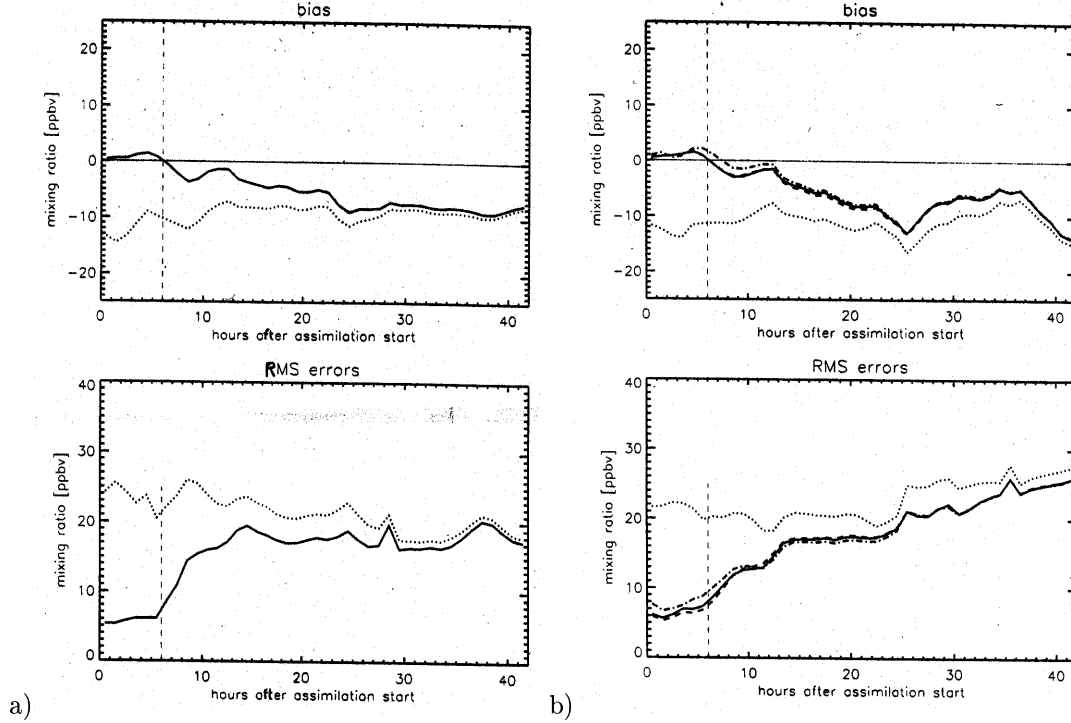 bias
mixing ratio [ppbv]
20
10
0
−10
−20
0 10 20 30 40
hours after assimilation start
RMS errors
mixing ratio [ppbv]
40
30
20
10
0
0 10 20 30 40
hours after assimilation start
a)
bias
mixing ratio [ppbv]
20
10
0
−10
−20
0 10 20 30 40
hours after assimilation start
RMS errors
mixing ratio [ppbv]
40
30
20
10
0
0 10 20 30 40
hours after assimilation start
b)